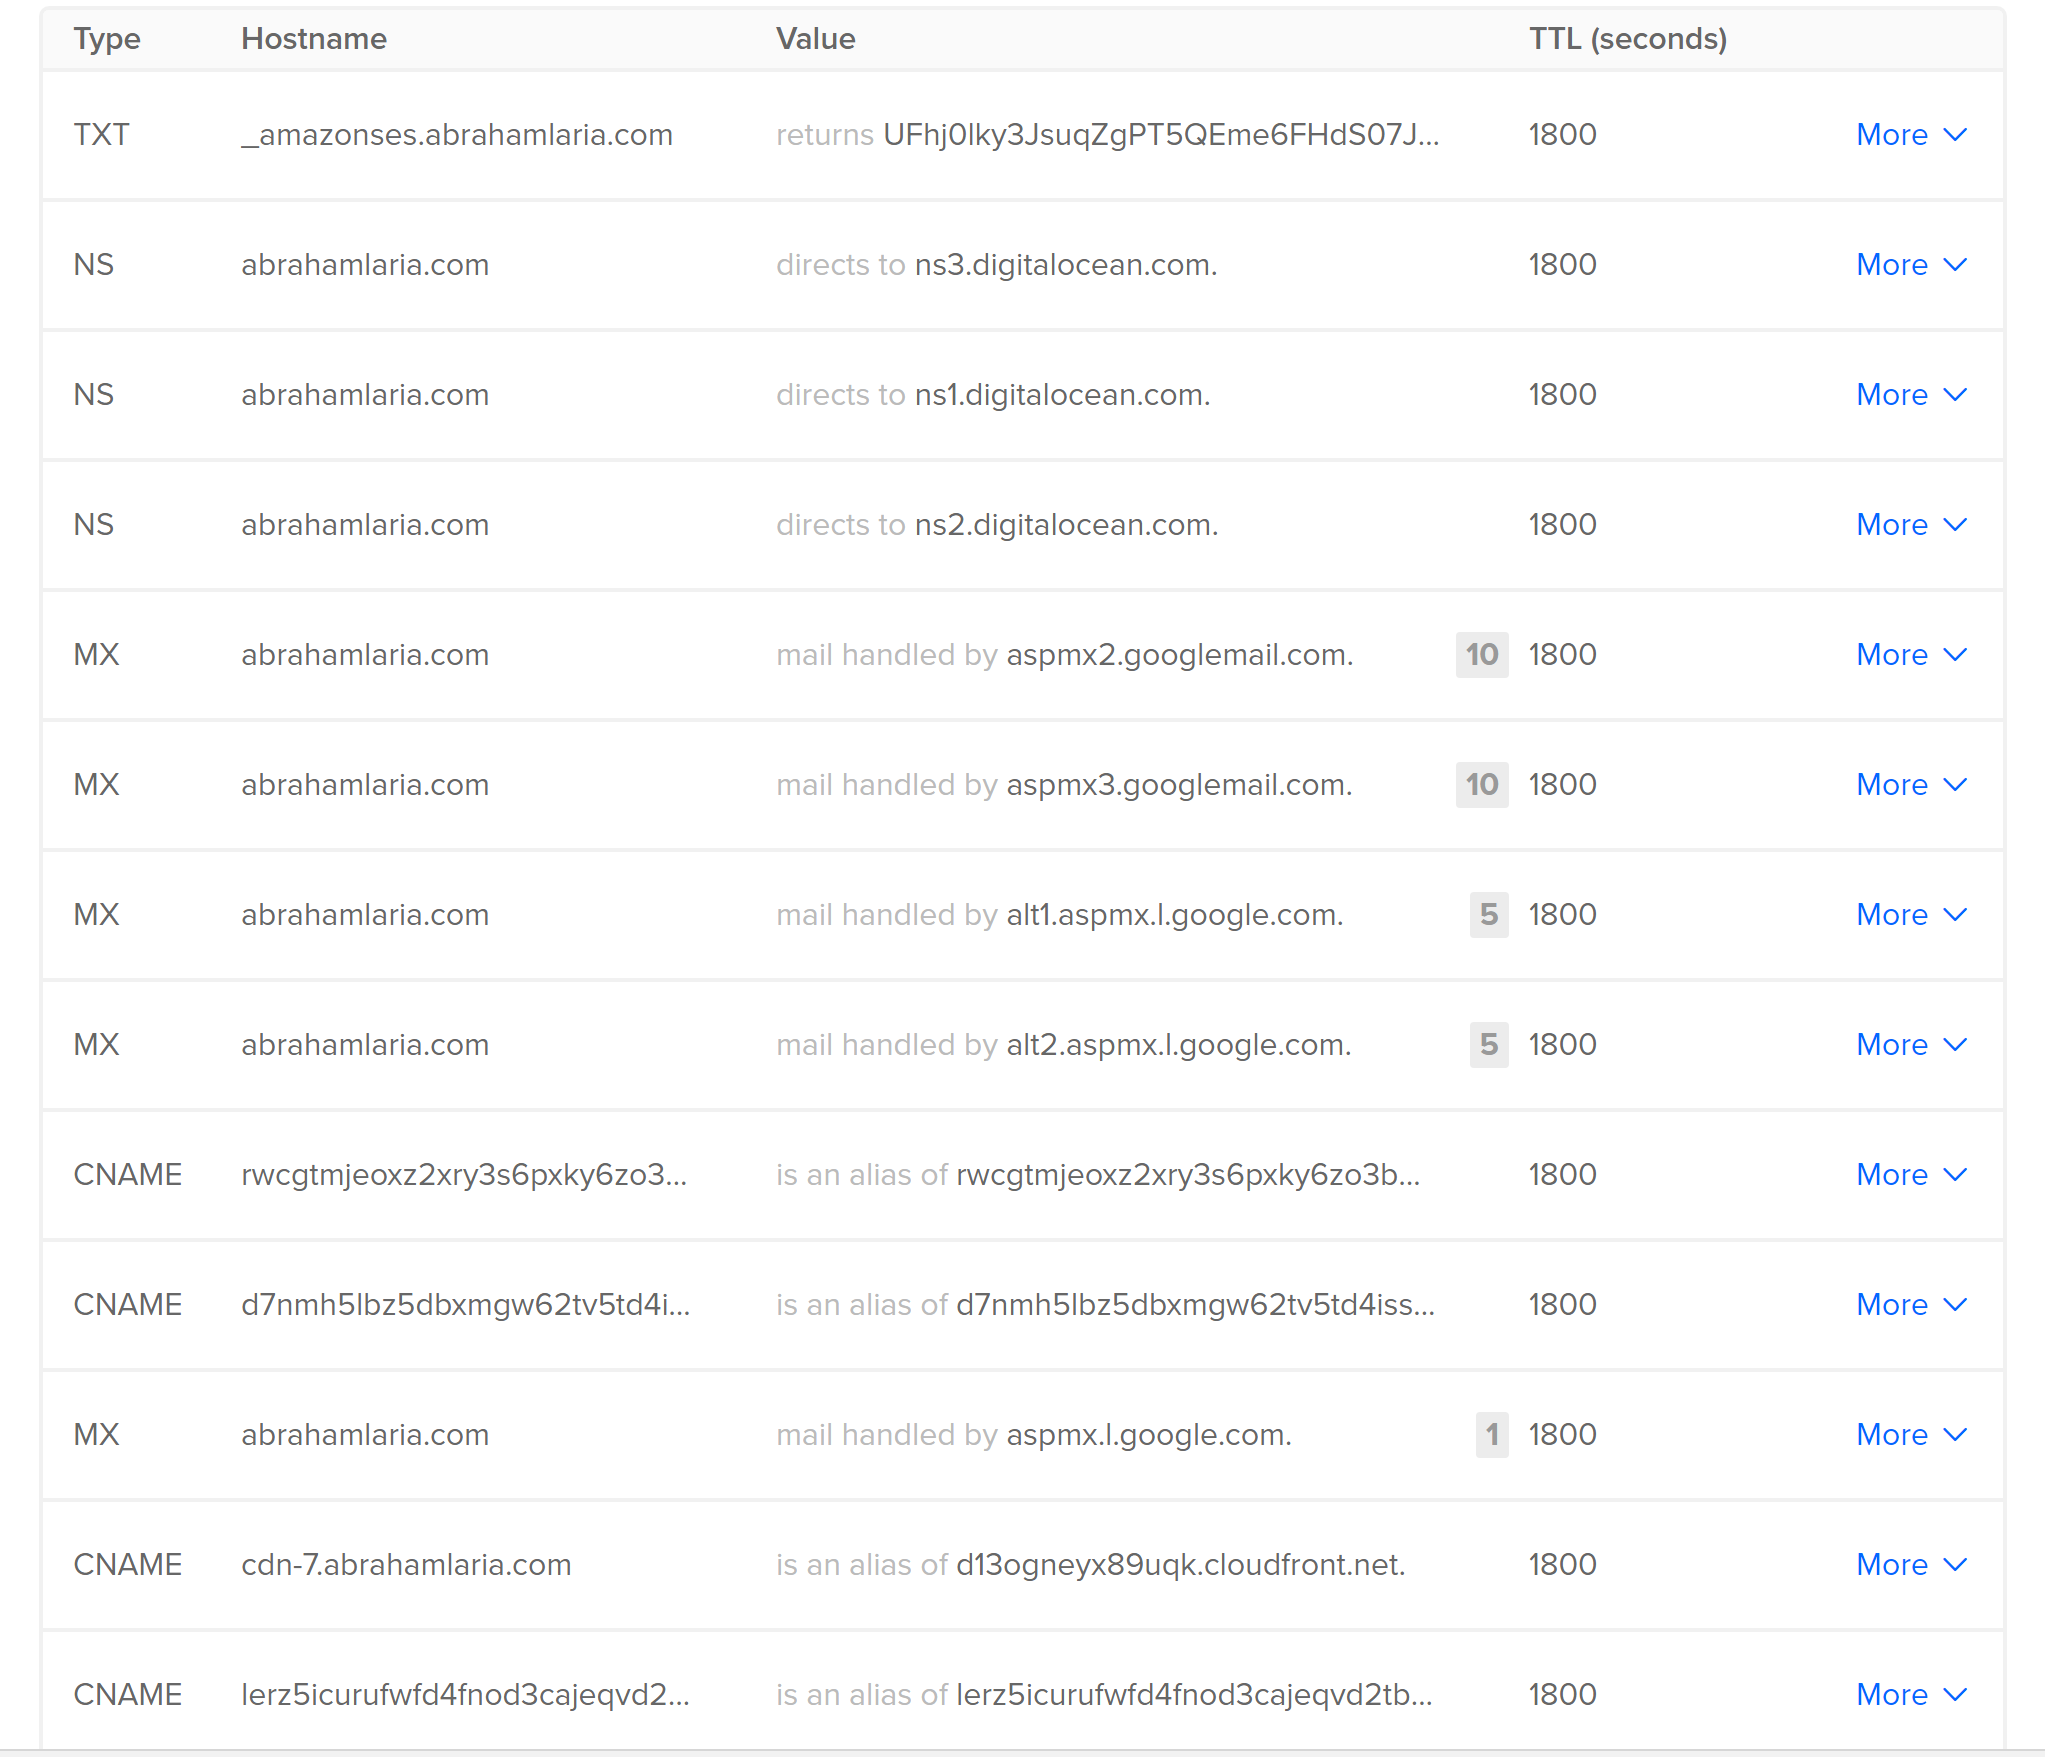 Type Hostname Value TTL (seconds)
TXT _amazonses.abrahamlaria.com returns UFhj0lky3JsuqZgPT5QEme6FHdS07J... 1800 More
NS abrahamlaria.com directs to ns3.digitalocean.com. 1800 More
NS abrahamlaria.com directs to ns1.digitalocean.com. 1800 More
NS abrahamlaria.com directs to ns2.digitalocean.com. 1800 More
MX abrahamlaria.com mail handled by aspmx2.googlemail.com. 10 1800 More
MX abrahamlaria.com mail handled by aspmx3.googlemail.com. 10 1800 More
MX abrahamlaria.com mail handled by alt1.aspmx.l.google.com. 5 1800 More
MX abrahamlaria.com mail handled by alt2.aspmx.l.google.com. 5 1800 More
CNAME rwcgtmjeoxz2xry3s6pxky6zo3... is an alias of rwcgtmjeoxz2xry3s6pxky6zo3b... 1800 More
CNAME d7nmh5lbz5dbxmgw62tv5td4i... is an alias of d7nmh5lbz5dbxmgw62tv5td4iss... 1800 More
MX abrahamlaria.com mail handled by aspmx.l.google.com. 1 1800 More
CNAME cdn-7.abrahamlaria.com is an alias of d13ogneyx89uqk.cloudfront.net. 1800 More
CNAME lerz5icurufwfd4fnod3cajeqvd2... is an alias of lerz5icurufwfd4fnod3cajeqvd2tb... 1800 More